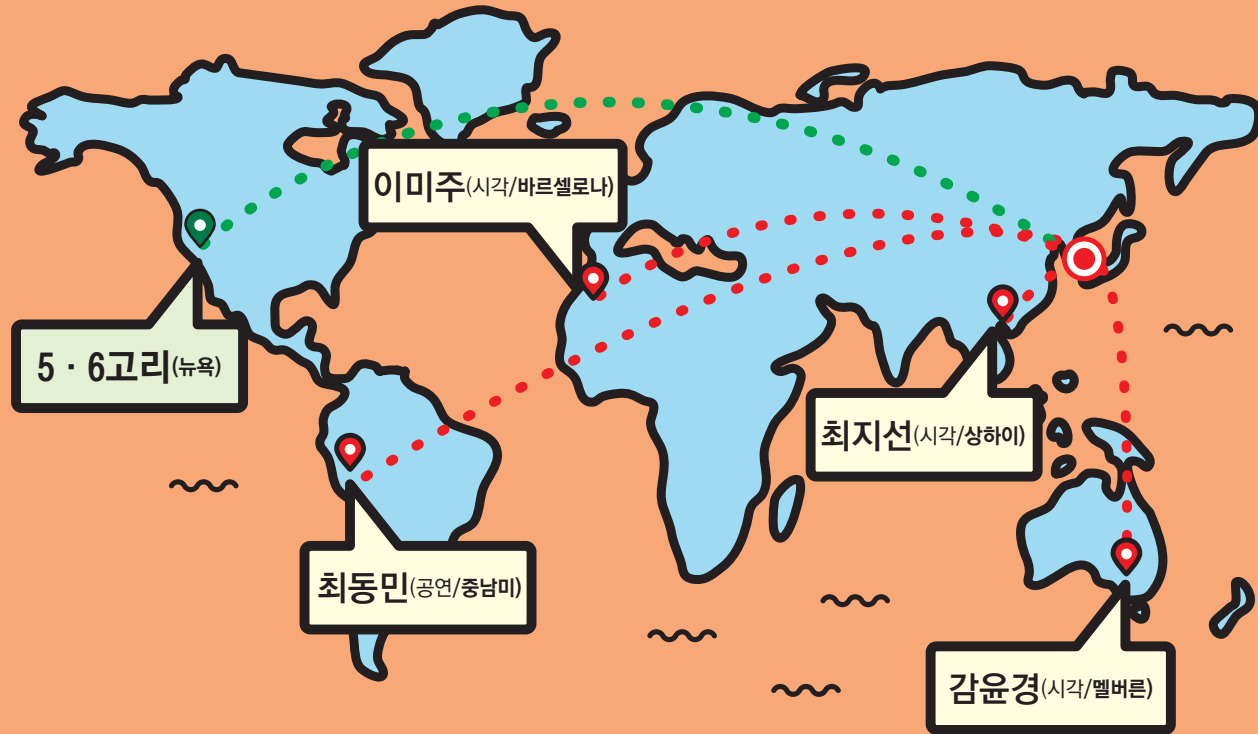 이미주(시각/바르셀로나)
5 · 6고리(뉴욕)
최지선(시각/상하이)
최동민(공연/중남미)
감윤경(시각/멜버른)